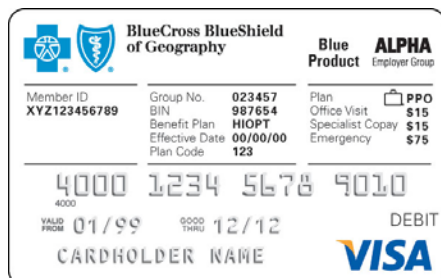 BlueCross BlueShield
of Geography
Blue
Product
ALPHA
Employer Group
Member ID
XYZ123456789
Group No. 023457
BIN 987654
Benefit Plan HIOPT
Effective Date 00/00/00
Plan Code 123
Plan PPO
Office Visit $15
Specialist Copay $15
Emergency $75
4000 1234 5678 9010
4000
VALID FROM 01/99 GOOD THRU 12/12
DEBIT
CARDHOLDER NAME
VISA